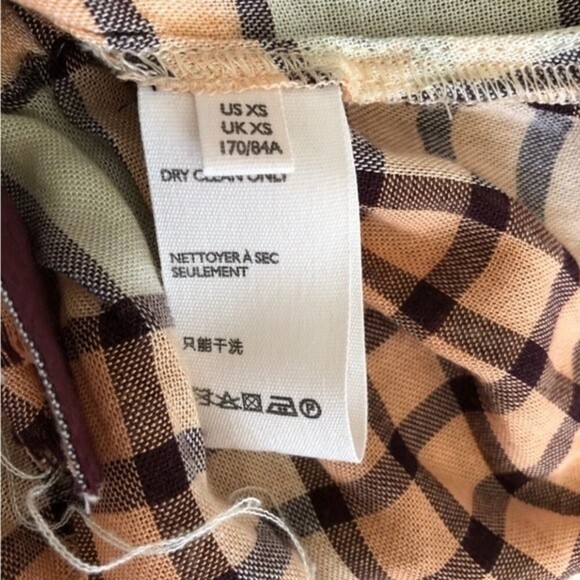 US XS
UK XS
170/84A
DRY CLEAN ONLY
NETTOYER À SEC
SEULEMENT
只能干洗
P